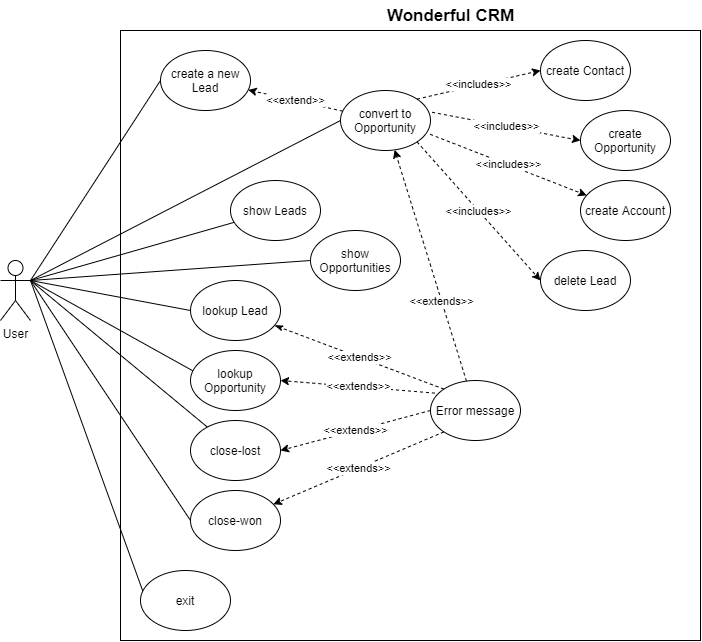 Wonderful CRM
create a new
Lead
<<extend>>
convert to
Opportunity
<<includes>>
create Contact
<<includes>>
create
Opportunity
<<includes>>
create Account
<<includes>>
delete Lead
show Leads
show
Opportunities
User
lookup Lead
<<extends>>
<<extends>>
lookup
Opportunity
<<extends>>
Error message
<<extends>>
close-lost
<<extends>>
close-won
exit